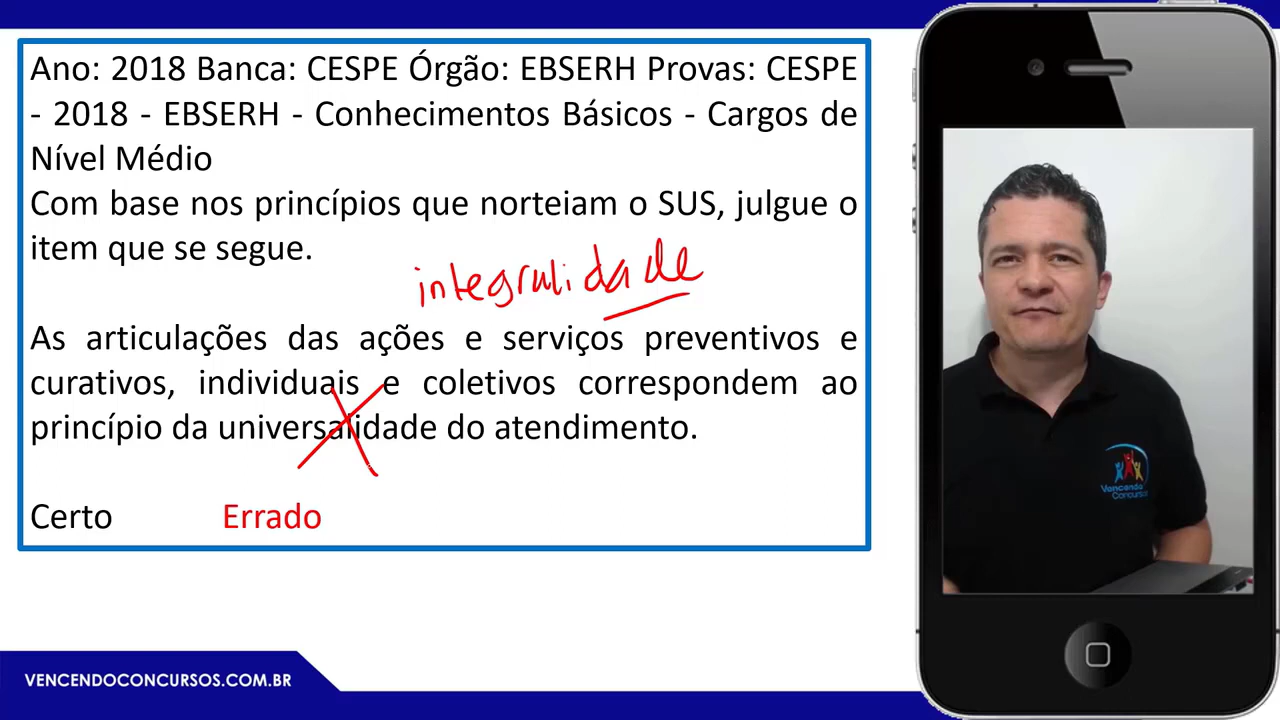 Ano: 2018 Banca: CESPE Órgão: EBSERH Provas: CESPE
- 2018 - EBSERH - Conhecimentos Básicos - Cargos de
Nível Médio
Com base nos princípios que norteiam o SUS, julgue o
item que se segue.
integralidade
As articulações das ações e serviços preventivos e
curativos, individuais e coletivos correspondem ao
princípio da universalidade do atendimento.
Certo Errado
Vencendo
Concursos
VENCENDOCONCURSOS.COM.BR